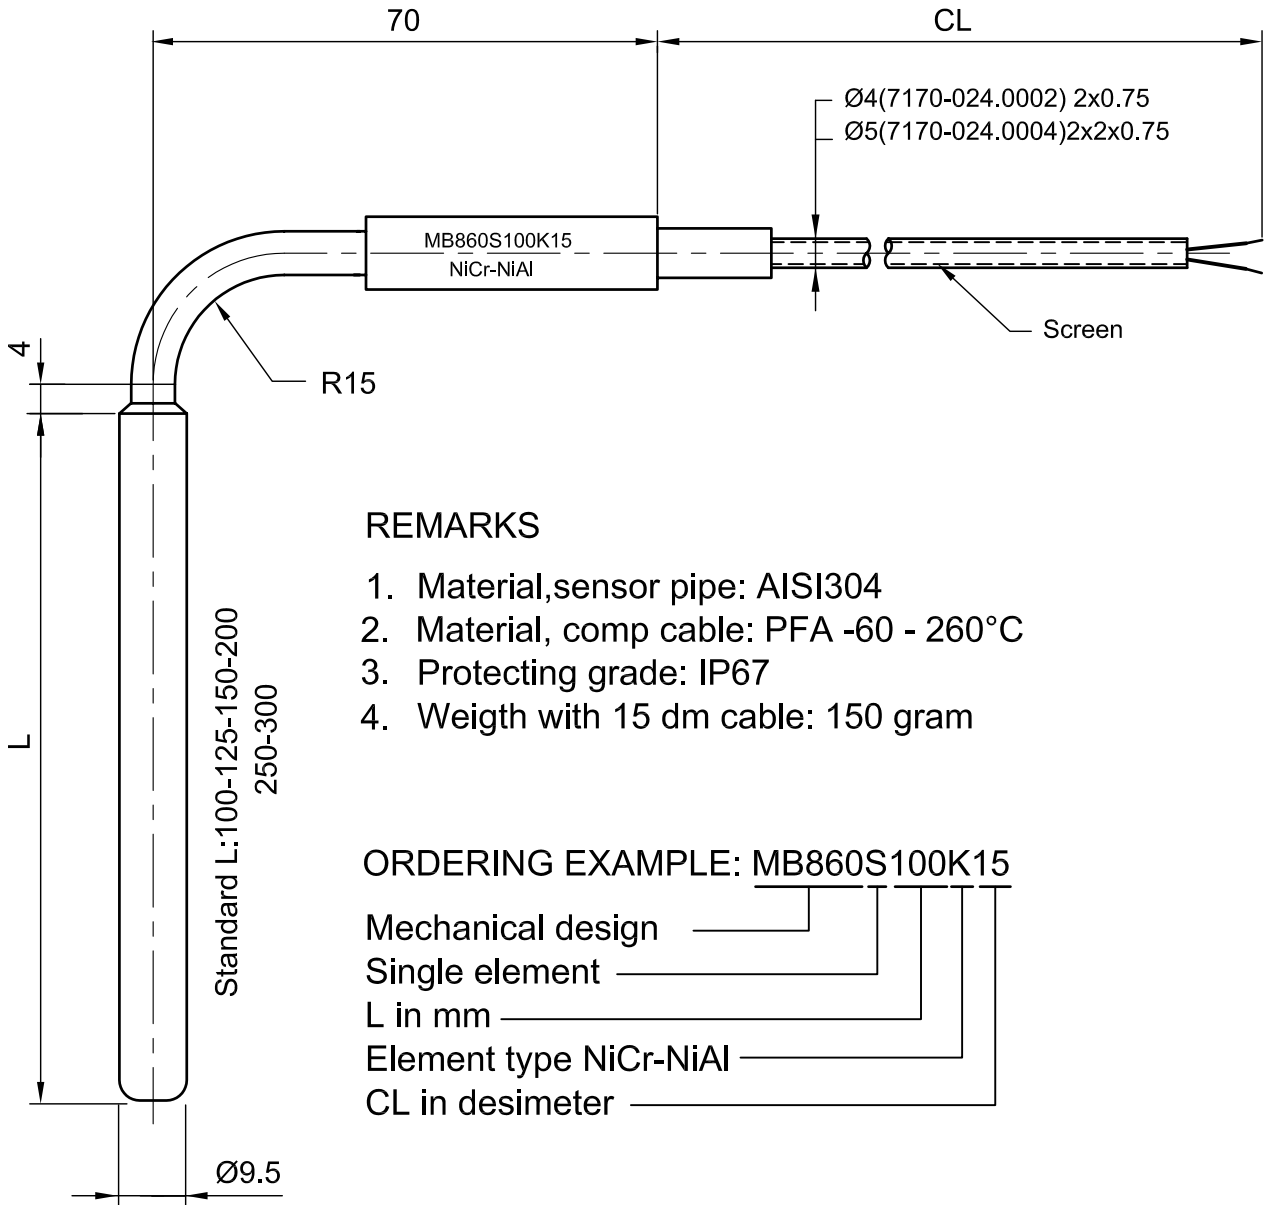 70
CL
Ø4(7170-024.0002) 2x0.75
Ø5(7170-024.0004)2x2x0.75
MB860S100K15
NiCr-NiAl
Screen
4
R15
L
Standard L:100-125-150-200
250-300
Ø9.5
REMARKS
1. Material,sensor pipe: AISI304
2. Material, comp cable: PFA -60 - 260°C
3. Protecting grade: IP67
4. Weigth with 15 dm cable: 150 gram
ORDERING EXAMPLE: MB860S100K15
Mechanical design
Single element
L in mm
Element type NiCr-NiAl
CL in desimeter